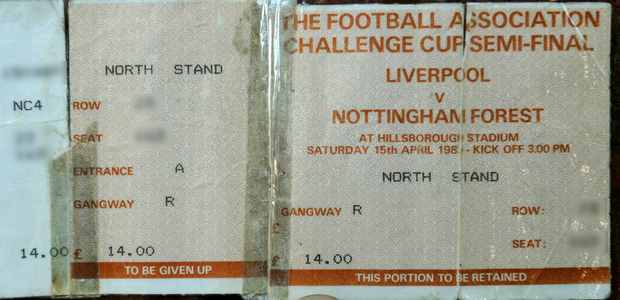 NC4
14.00
NORTH STAND
ROW
SEAT
ENTRANCE A
GANGWAY R
£ 14.00
TO BE GIVEN UP
THE FOOTBALL ASSOCIATION
CHALLENGE CUP SEMI-FINAL
LIVERPOOL
V
NOTTINGHAM FOREST
AT HILLSBOROUGH STADIUM
SATURDAY 15th APRIL - KICK OFF 3.00 PM
NORTH STAND
GANGWAY R
ROW:
£
SEAT:
£ 14.00
THIS PORTION TO BE RETAINED